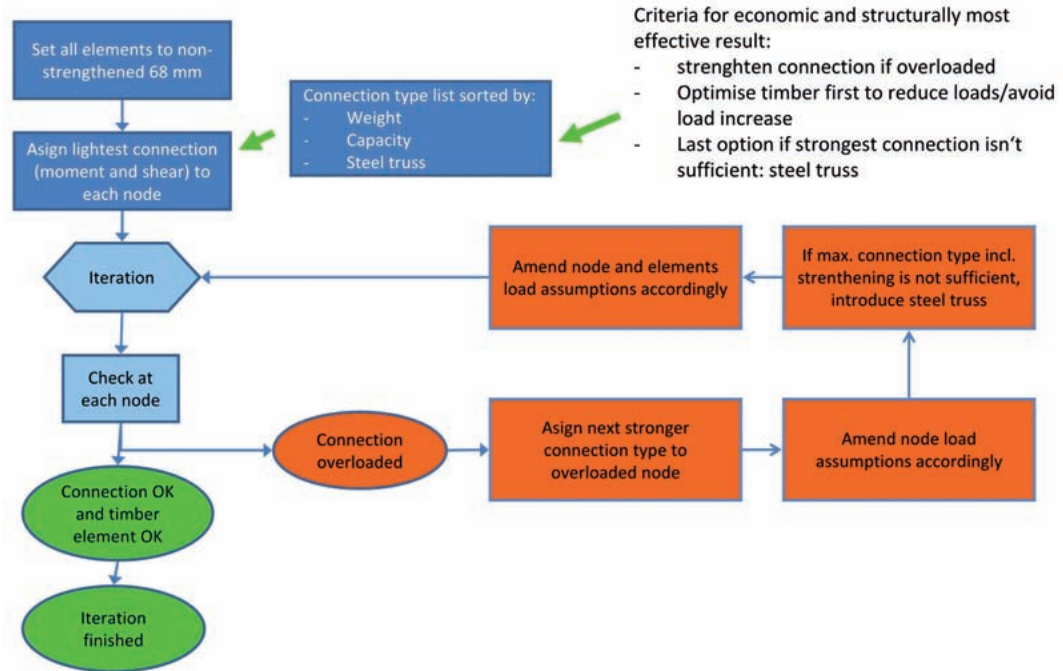 Set all elements to non-
strengthened 68 mm
Asign lightest connection
(moment and shear) to
each node
Connection type list sorted by:
- Weight
- Capacity
- Steel truss
Criteria for economic and structurally most
effective result:
- strenghten connection if overloaded
- Optimise timber first to reduce loads/avoid
load increase
- Last option if strongest connection isn't
sufficient: steel truss
Iteration
Amend node and elements
load assumptions accordingly
If max. connection type incl.
strenthening is not sufficient,
introduce steel truss
Check at
each node
Connection
overloaded
Asign next stronger
connection type to
overloaded node
Amend node load
assumptions accordingly
Connection OK
and timber
element OK
Iteration
finished